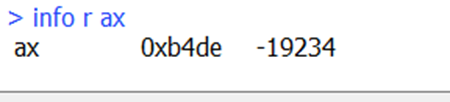 > info r ax
ax 0xb4de -19234